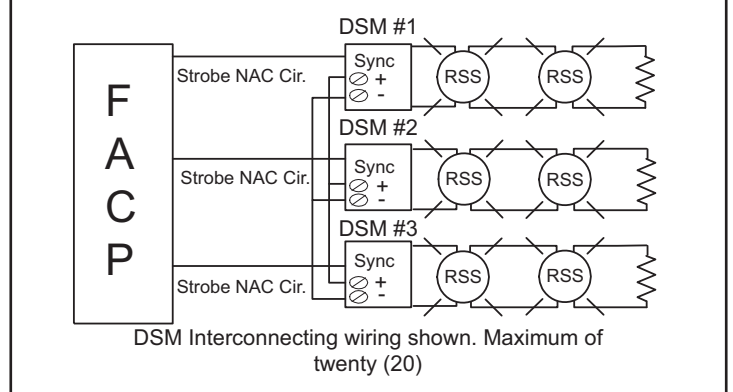 F
A
C
P
DSM #1
Strobe NAC Cir.
Sync
+
-
RSS RSS
DSM #2
Strobe NAC Cir.
Sync
+
-
RSS RSS
DSM #3
Strobe NAC Cir.
Sync
+
-
RSS RSS
DSM Interconnecting wiring shown. Maximum of
twenty (20)